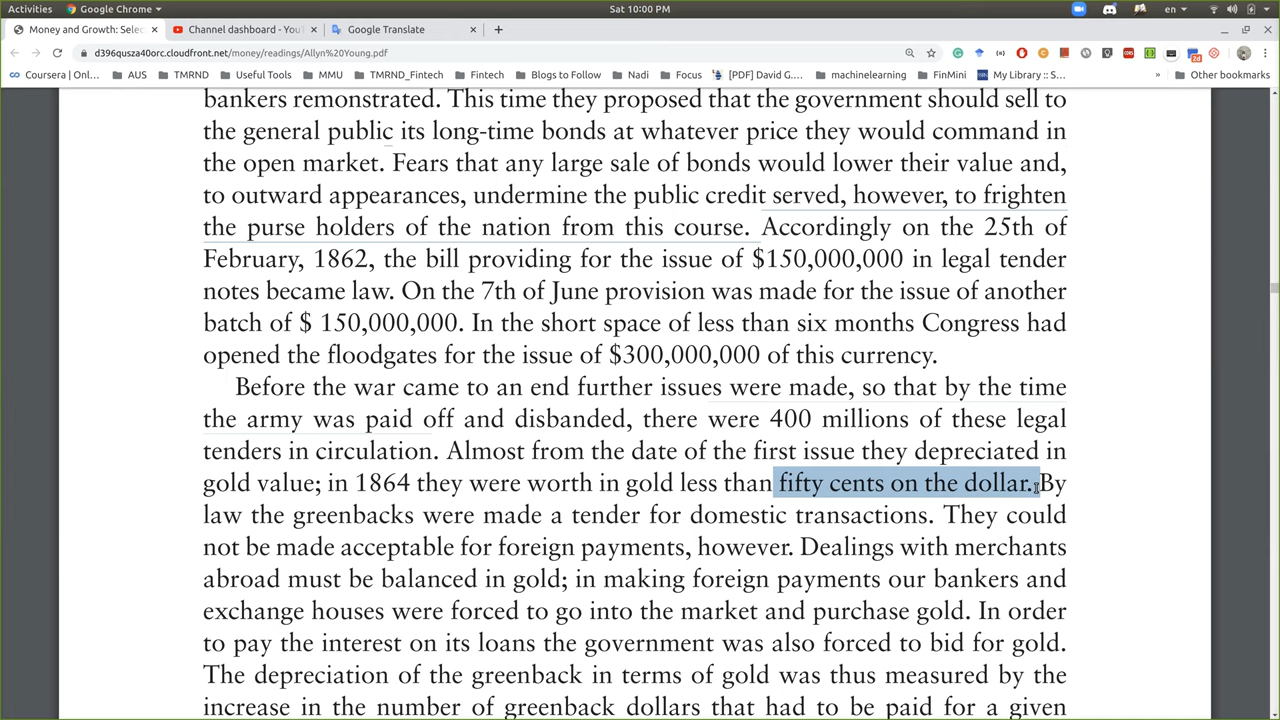 Activities Google Chrome Sat 10:00 PM en
Money and Growth: Selec Channel dashboard - YouT Google Translate
d396qusza40orc.cloudfront.net/money/readings/Allyn%20Young.pdf
Coursera | Onl... AUS TMRND Useful Tools MMU TMRND_Fintech Fintech Blogs to Follow Nadi Focus [PDF] David G.... machinelearning FinMini My Library :: S... » Other bookmarks
bankers remonstrated. This time they proposed that the government should sell to
the general public its long-time bonds at whatever price they would command in
the open market. Fears that any large sale of bonds would lower their value and,
to outward appearances, undermine the public credit served, however, to frighten
the purse holders of the nation from this course. Accordingly on the 25th of
February, 1862, the bill providing for the issue of $150,000,000 in legal tender
notes became law. On the 7th of June provision was made for the issue of another
batch of $ 150,000,000. In the short space of less than six months Congress had
opened the floodgates for the issue of $300,000,000 of this currency.
Before the war came to an end further issues were made, so that by the time
the army was paid off and disbanded, there were 400 millions of these legal
tenders in circulation. Almost from the date of the first issue they depreciated in
gold value; in 1864 they were worth in gold less than fifty cents on the dollar. By
law the greenbacks were made a tender for domestic transactions. They could
not be made acceptable for foreign payments, however. Dealings with merchants
abroad must be balanced in gold; in making foreign payments our bankers and
exchange houses were forced to go into the market and purchase gold. In order
to pay the interest on its loans the government was also forced to bid for gold.
The depreciation of the greenback in terms of gold was thus measured by the
increase in the number of greenback dollars that had to be paid for a given